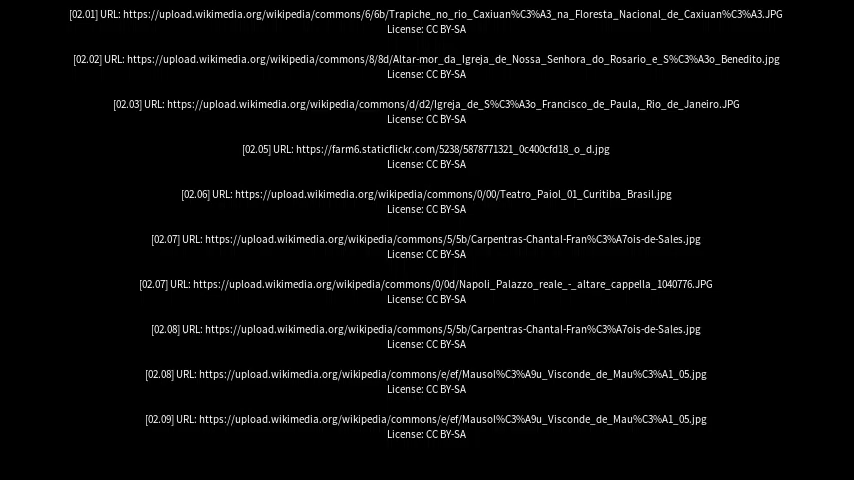 [02.01] URL: https://upload.wikimedia.org/wikipedia/commons/6/6b/Trapiche_no_rio_Caxiuan%C3%A3_na_Floresta_Nacional_de_Caxiuan%C3%A3.JPG
License: CC BY-SA
[02.02] URL: https://upload.wikimedia.org/wikipedia/commons/8/8d/Altar-mor_da_Igreja_de_Nossa_Senhora_do_Rosario_e_S%C3%A3o_Benedito.jpg
License: CC BY-SA
[02.03] URL: https://upload.wikimedia.org/wikipedia/commons/d/d2/Igreja_de_S%C3%A3o_Francisco_de_Paula,_Rio_de_Janeiro.JPG
License: CC BY-SA
[02.05] URL: https://farm6.staticflickr.com/5238/5878771321_0c400cfd18_o_d.jpg
License: CC BY-SA
[02.06] URL: https://upload.wikimedia.org/wikipedia/commons/0/00/Teatro_Paiol_01_Curitiba_Brasil.jpg
License: CC BY-SA
[02.07] URL: https://upload.wikimedia.org/wikipedia/commons/5/5b/Carpentras-Chantal-Fran%C3%A7ois-de-Sales.jpg
License: CC BY-SA
[02.07] URL: https://upload.wikimedia.org/wikipedia/commons/0/0d/Napoli_Palazzo_reale_-_altare_cappella_1040776.JPG
License: CC BY-SA
[02.08] URL: https://upload.wikimedia.org/wikipedia/commons/5/5b/Carpentras-Chantal-Fran%C3%A7ois-de-Sales.jpg
License: CC BY-SA
[02.08] URL: https://upload.wikimedia.org/wikipedia/commons/e/ef/Mausol%C3%A9u_Visconde_de_Mau%C3%A1_05.jpg
License: CC BY-SA
[02.09] URL: https://upload.wikimedia.org/wikipedia/commons/e/ef/Mausol%C3%A9u_Visconde_de_Mau%C3%A1_05.jpg
License: CC BY-SA